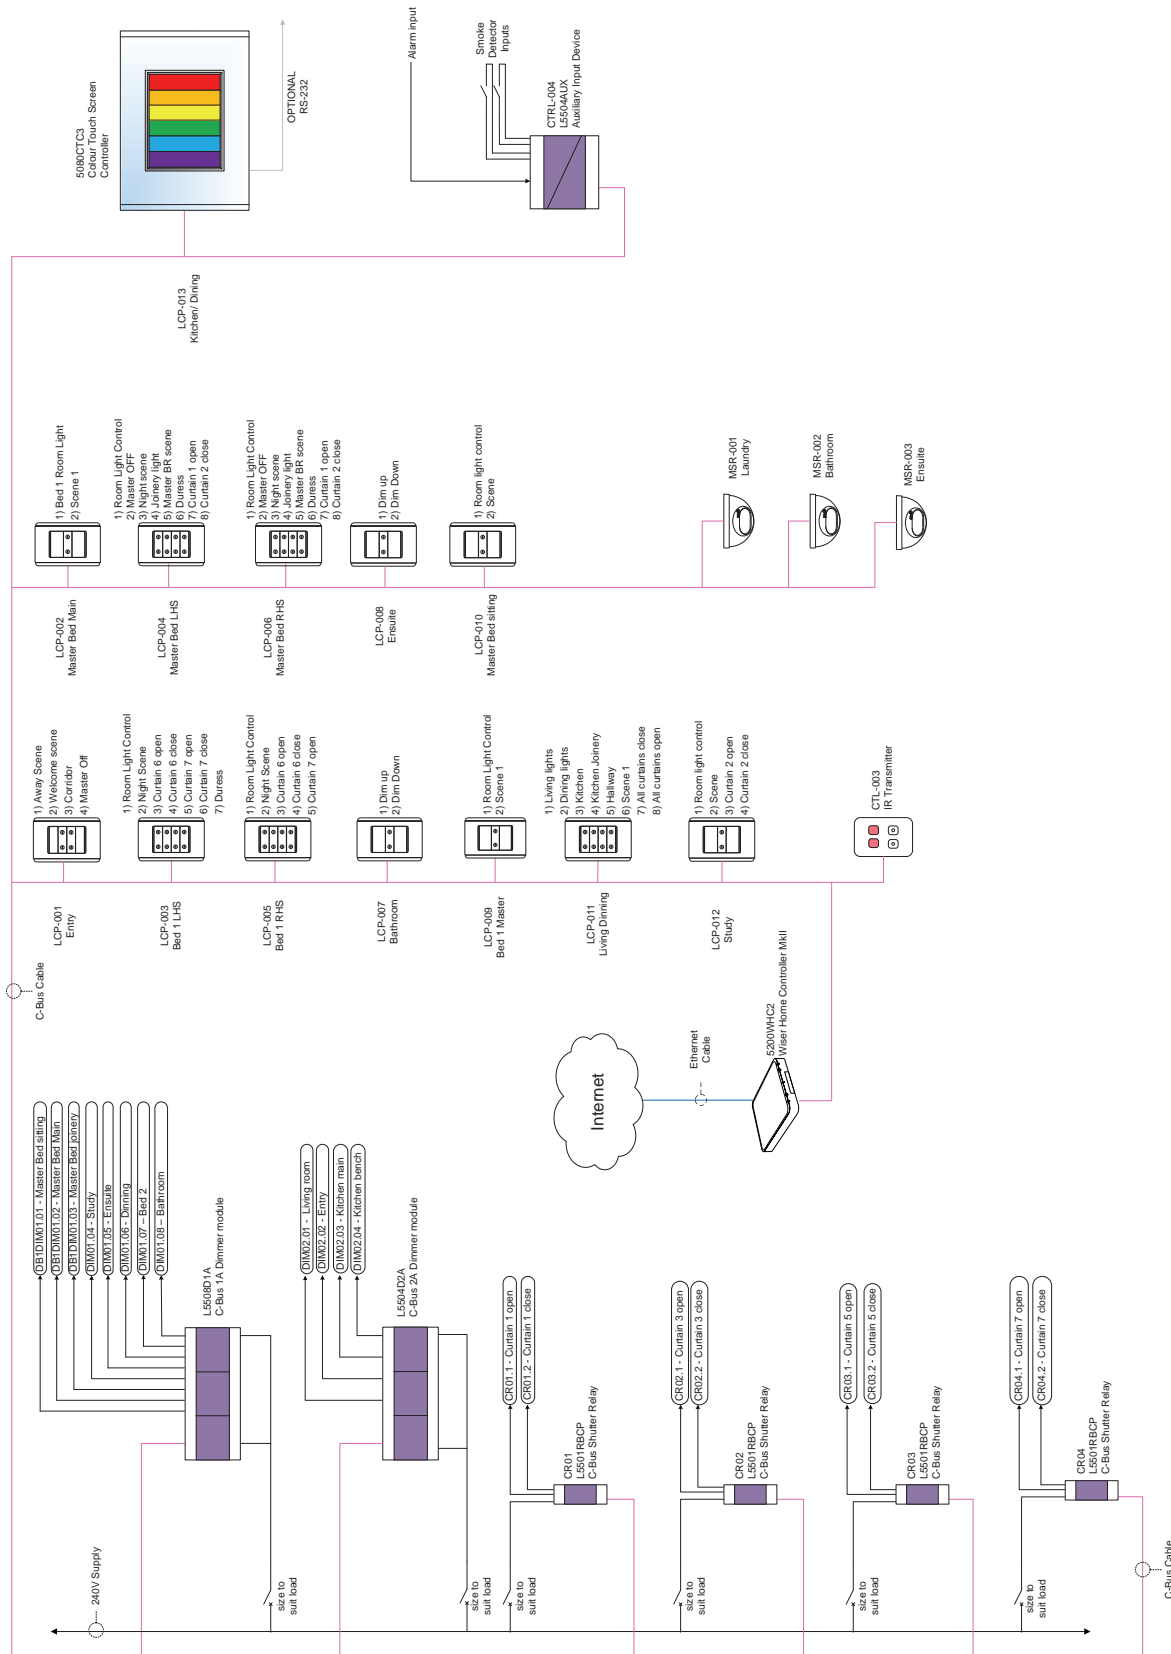 5080CTC3
Colour Touch Screen
Controller
OPTIONAL
RS-232
LCP-013
Kitchen/ Dining
Alarm input
Smoke
Detector
Inputs
CTRL-004
L5504AUX
Auxiliary Input Device
1) Bed 1 Room Light
2) Scene 1
LCP-002
Master Bed Main
1) Room Light Control
2) Master OFF
3) Night scene
4) Joinery light
5) Master BR scene
6) Duress
7) Curtain 1 open
8) Curtain 2 close
LCP-004
Master Bed LHS
1) Room Light Control
2) Master OFF
3) Night scene
4) Joinery light
5) Master BR scene
6) Duress
7) Curtain 1 open
8) Curtain 2 close
LCP-006
Master Bed RHS
1) Dim up
2) Dim Down
LCP-008
Ensuite
1) Room light control
2) Scene
LCP-010
Master Bed sitting
MSR-001
Laundry
MSR-002
Bathroom
MSR-003
Ensuite
1) Away Scene
2) Welcome scene
3) Corridor
4) Master Off
LCP-001
Entry
1) Room Light Control
2) Night Scene
3) Curtain 6 open
4) Curtain 6 close
5) Curtain 7 open
6) Curtain 7 close
7) Duress
LCP-003
Bed 1 LHS
1) Room Light Control
2) Night Scene
3) Curtain 6 open
4) Curtain 6 close
5) Curtain 7 open
LCP-005
Bed 1 RHS
1) Dim up
2) Dim Down
LCP-007
Bathroom
1) Room Light Control
2) Scene 1
LCP-009
Bed 1 Master
1) Living lights
2) Dining lights
3) Kitchen
4) Kitchen Joinery
5) Hallway
6) Scene 1
7) All curtains close
8) All curtains open
LCP-011
Living Dinning
1) Room light control
2) Scene
3) Curtain 2 open
4) Curtain 2 close
LCP-012
Study
CTL-003
IR Transmitter
C-Bus Cable
Internet
Ethernet
Cable
5200WHC2
Wiser Home Controller MkII
DB1DIM01.01 - Master Bed sitting
DB1DIM01.02 - Master Bed Main
DB1DIM01.03 - Master Bed joinery
DIM01.04 - Study
DIM01.05 - Ensuite
DIM01.06 - Dinning
DIM01.07 – Bed 2
DIM01.08 – Bathroom
L5508D1A
C-Bus 1A Dimmer module
DIM02.01 - Living room
DIM02.02 - Entry
DIM02.03 - Kitchen main
DIM02.04 - Kitchen bench
L5504D2A
C-Bus 2A Dimmer module
CR01.1 - Curtain 1 open
CR01.2 - Curtain 1 close
CR01
L5501RBCP
C-Bus Shutter Relay
CR02.1 - Curtain 3 open
CR02.2 - Curtain 3 close
CR02
L5501RBCP
C-Bus Shutter Relay
CR03.1 - Curtain 5 open
CR03.2 - Curtain 5 close
CR03
L5501RBCP
C-Bus Shutter Relay
CR04.1 - Curtain 7 open
CR04.2 - Curtain 7 close
CR04
L5501RBCP
C-Bus Shutter Relay
240V Supply
size to
suit load
size to
suit load
size to
suit load
size to
suit load
size to
suit load
size to
suit load
C-Bus Cable